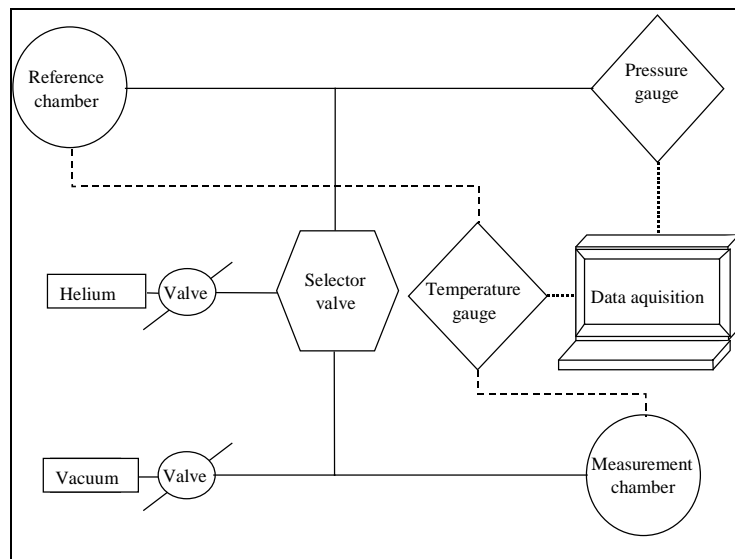 Reference
chamber
Pressure
gauge
Helium
Valve
Selector
valve
Temperature
gauge
Data aquisition
Vacuum
Valve
Measurement
chamber